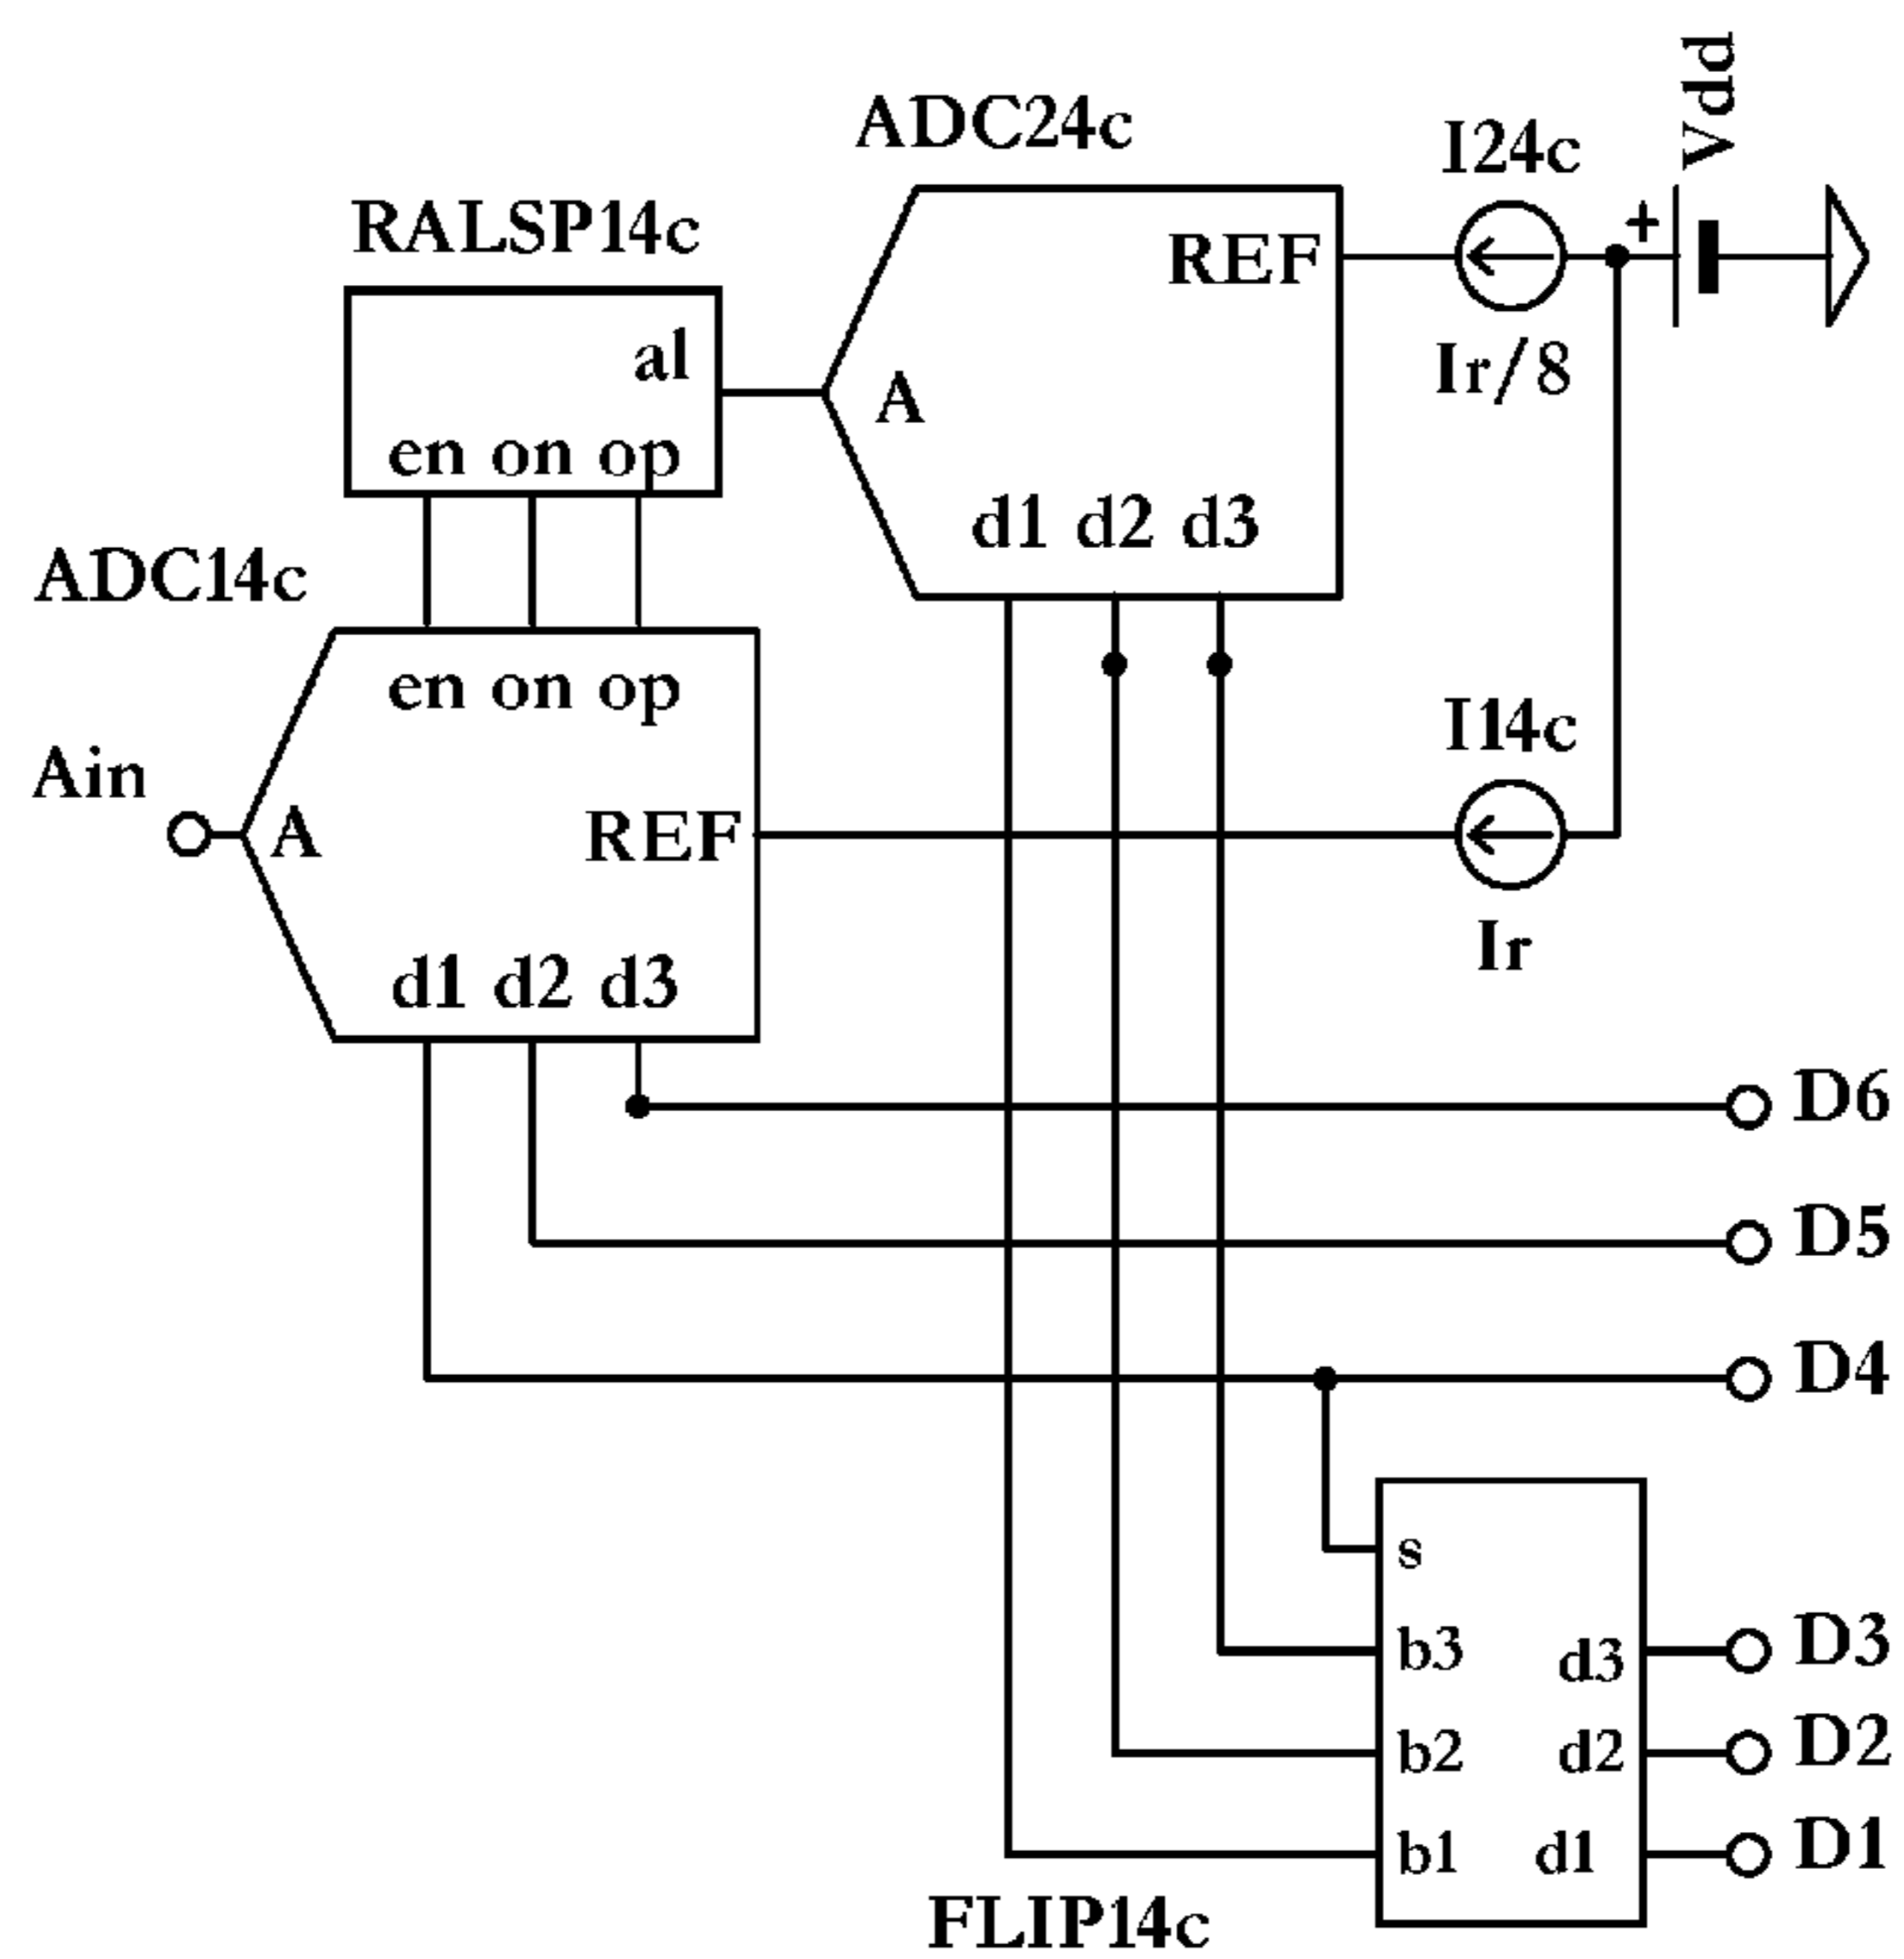 Vdd
ADC24c
I24c
+
RALSP14c
REF
al
Ir/8
A
en on op
d1 d2 d3
ADC14c
en on op
I14c
Ain
A
REF
Ir
d1 d2 d3
D6
D5
D4
s
b3 d3 D3
b2 d2 D2
b1 d1 D1
FLIP14c